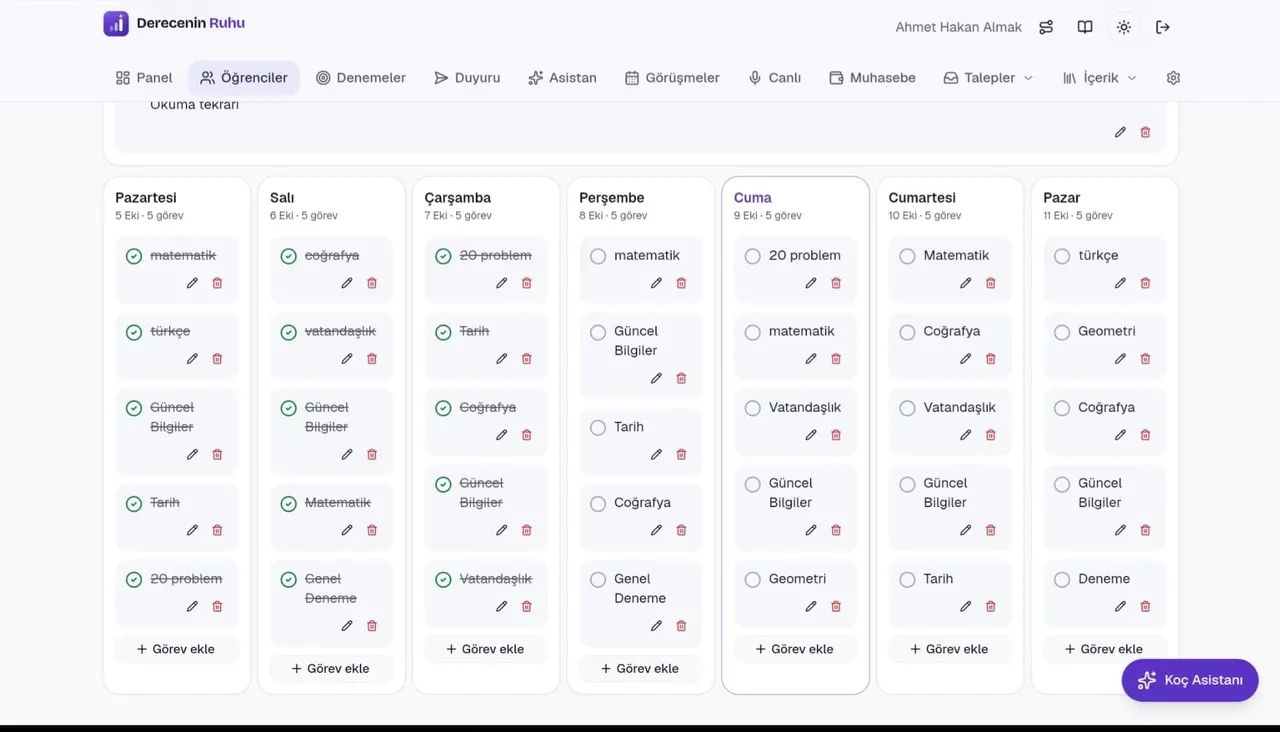 Derecenin Ruhu
Ahmet Hakan Almak
Panel
Öğrenciler
Denemeler
Duyuru
Asistan
Görüşmeler
Canlı
Muhasebe
Talepler
İçerik
Okuma tekrarı
Pazartesi
5 Eki · 5 görev
matematik
türkçe
Güncel
Bilgiler
Tarih
20 problem
+ Görev ekle
Salı
6 Eki · 5 görev
coğrafya
vatandaşlık
Güncel
Bilgiler
Matematik
Genel
Deneme
+ Görev ekle
Çarşamba
7 Eki · 5 görev
20 problem
Tarih
Coğrafya
Güncel
Bilgiler
Vatandaşlık
+ Görev ekle
Perşembe
8 Eki · 5 görev
matematik
Güncel
Bilgiler
Tarih
Coğrafya
Genel
Deneme
+ Görev ekle
Cuma
9 Eki · 5 görev
20 problem
matematik
Vatandaşlık
Güncel
Bilgiler
Geometri
+ Görev ekle
Cumartesi
10 Eki · 5 görev
Matematik
Coğrafya
Vatandaşlık
Güncel
Bilgiler
Tarih
+ Görev ekle
Pazar
11 Eki · 5 görev
türkçe
Geometri
Coğrafya
Güncel
Bilgiler
Deneme
+ Görev ekle
Koç Asistanı